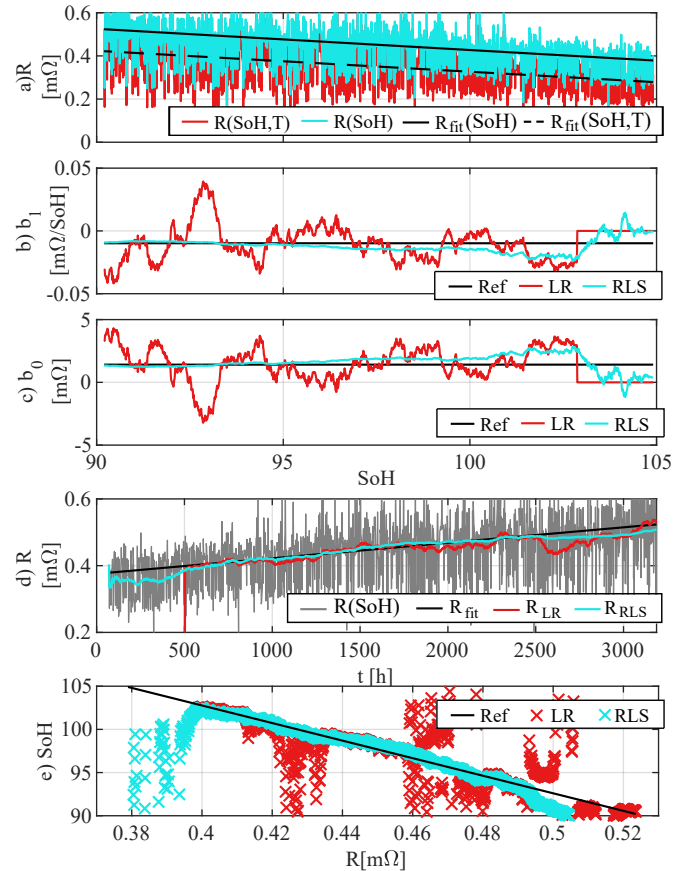 a)R
[mΩ]
0.6
0.4
0.2
R(SoH,T) R(SoH) R_fit(SoH) R_fit(SoH,T)
b) b_1
[mΩ/SoH]
0.05
0
-0.05
Ref LR RLS
c) b_0
[mΩ]
5
0
-5
Ref LR RLS
90 95 100 105
SoH
d) R
[mΩ]
0.6
0.4
0.2
R(SoH) R_fit R_LR R_RLS
0 500 1000 1500 2000 2500 3000
t [h]
e) SoH
105
100
95
90
Ref LR RLS
0.38 0.4 0.42 0.44 0.46 0.48 0.5 0.52
R[mΩ]